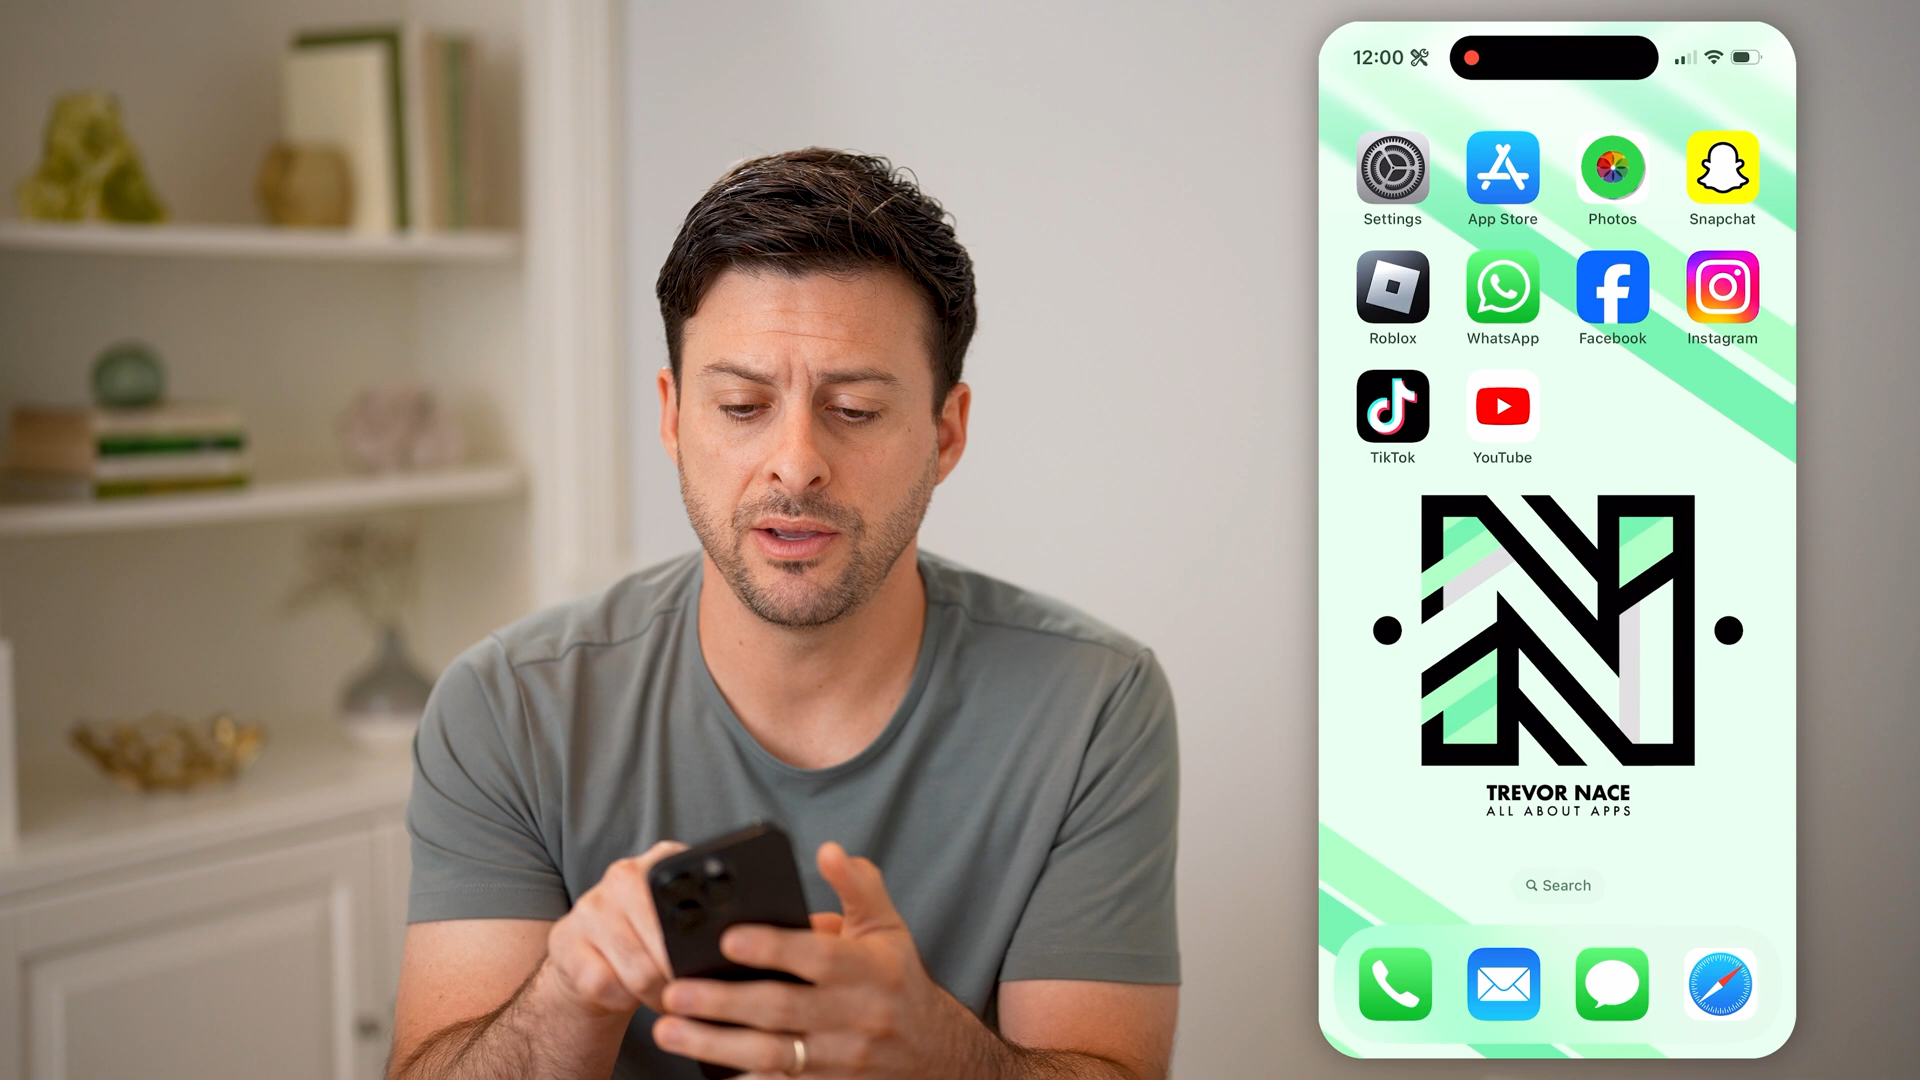 12:00
Settings
App Store
Photos
Snapchat
Roblox
WhatsApp
Facebook
Instagram
TikTok
YouTube
TREVOR NACE
ALL ABOUT APPS
Search